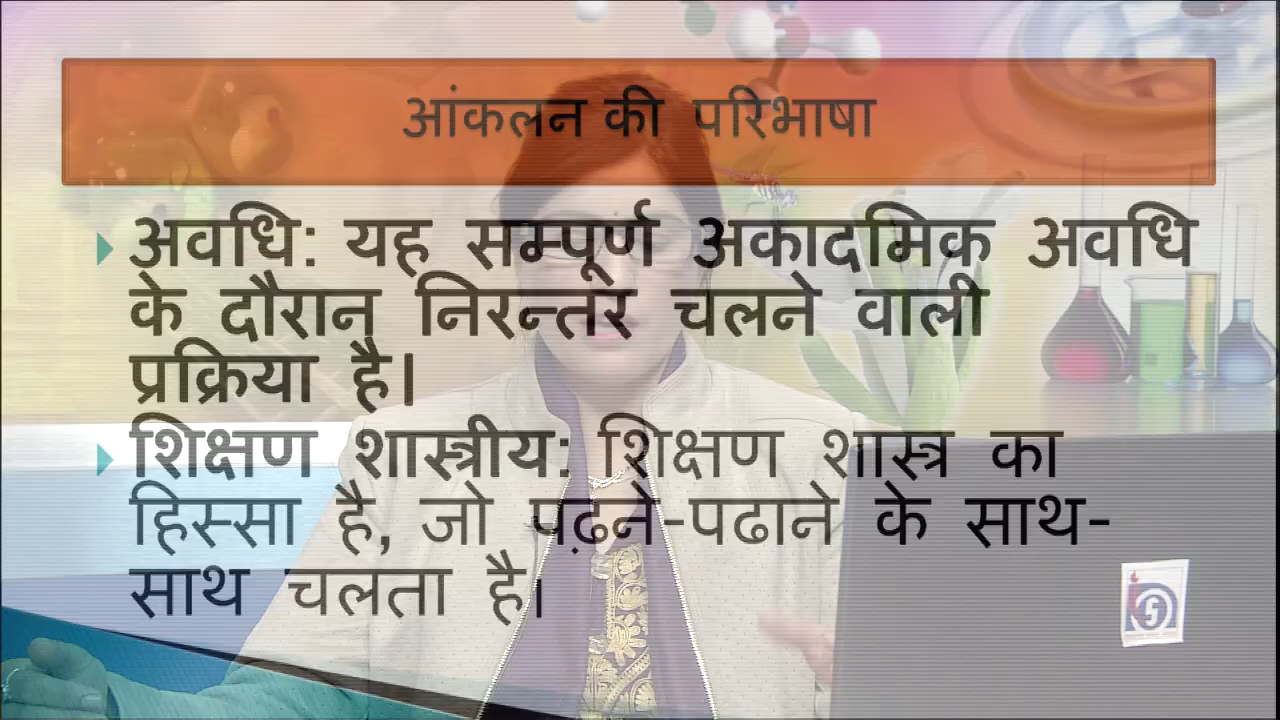 आंकलन की परिभाषा
अवधि: यह सम्पूर्ण अकादमिक अवधि
के दौरान निरन्तर चलने वाली
प्रक्रिया है।
शिक्षण शास्त्रीय: शिक्षण शास्त्र का
हिस्सा है, जो पढ़ने-पढाने के साथ-
साथ चलता है।